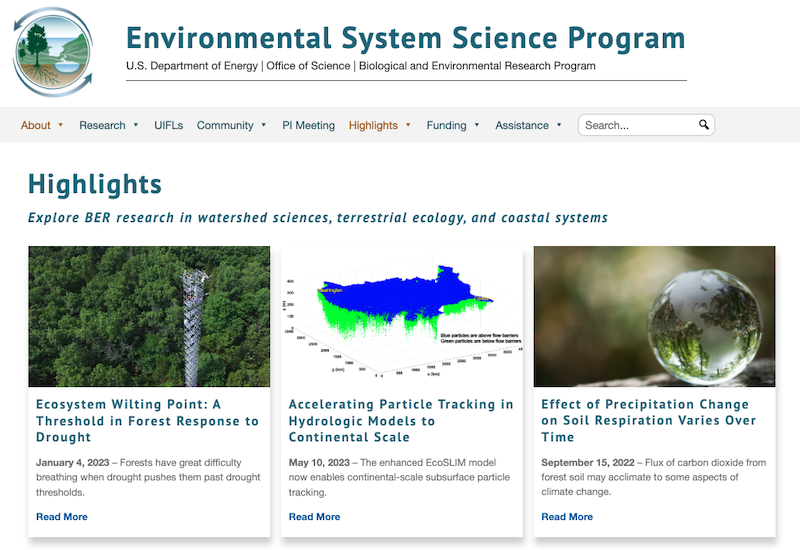 Environmental System Science Program
U.S. Department of Energy | Office of Science | Biological and Environmental Research Program
About Research UIFLs Community PI Meeting Highlights Funding Assistance Search...
Highlights
Explore BER research in watershed sciences, terrestrial ecology, and coastal systems
Ecosystem Wilting Point: A
Threshold in Forest Response to
Drought
January 4, 2023 – Forests have great difficulty
breathing when drought pushes them past drought
thresholds.
Read More
Washington
Blue particles are above flow barriers
Green particles are below flow barriers
y (km)
x (km)
Accelerating Particle Tracking in
Hydrologic Models to
Continental Scale
May 10, 2023 – The enhanced EcoSLIM model
now enables continental-scale subsurface particle
tracking.
Read More
Effect of Precipitation Change
on Soil Respiration Varies Over
Time
September 15, 2022 – Flux of carbon dioxide from
forest soil may acclimate to some aspects of
climate change.
Read More